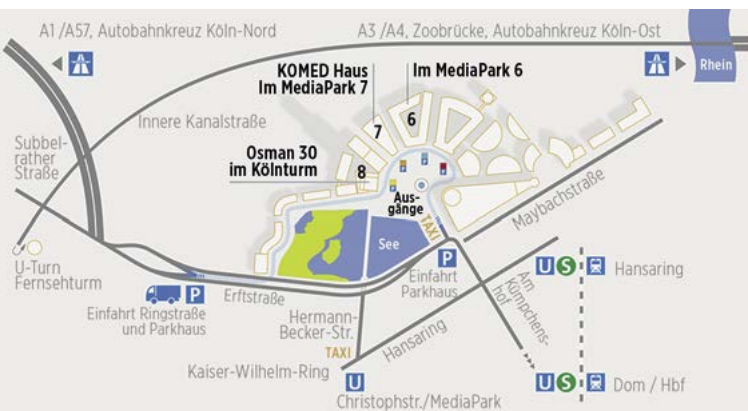 A1 /A57, Autobahnkreuz Köln-Nord
A3 /A4, Zoobrücke, Autobahnkreuz Köln-Ost
Rhein
KOMED Haus
Im MediaPark 7
Im MediaPark 6
Innere Kanalstraße
7
6
Subbel-
rather
Straße
Osman 30
im Kölnturm
8
Aus-
gänge
TAXI
Maybachstraße
See
U-Turn
Fernsehturm
P
Einfahrt Ringstraße
und Parkhaus
Erftstraße
P
Einfahrt
Parkhaus
Am
Kümpchens-
hof
U S
Hansaring
Hermann-
Becker-Str.
TAXI
Hansaring
Kaiser-Wilhelm-Ring
U
Christophstr./MediaPark
U S
Dom / Hbf